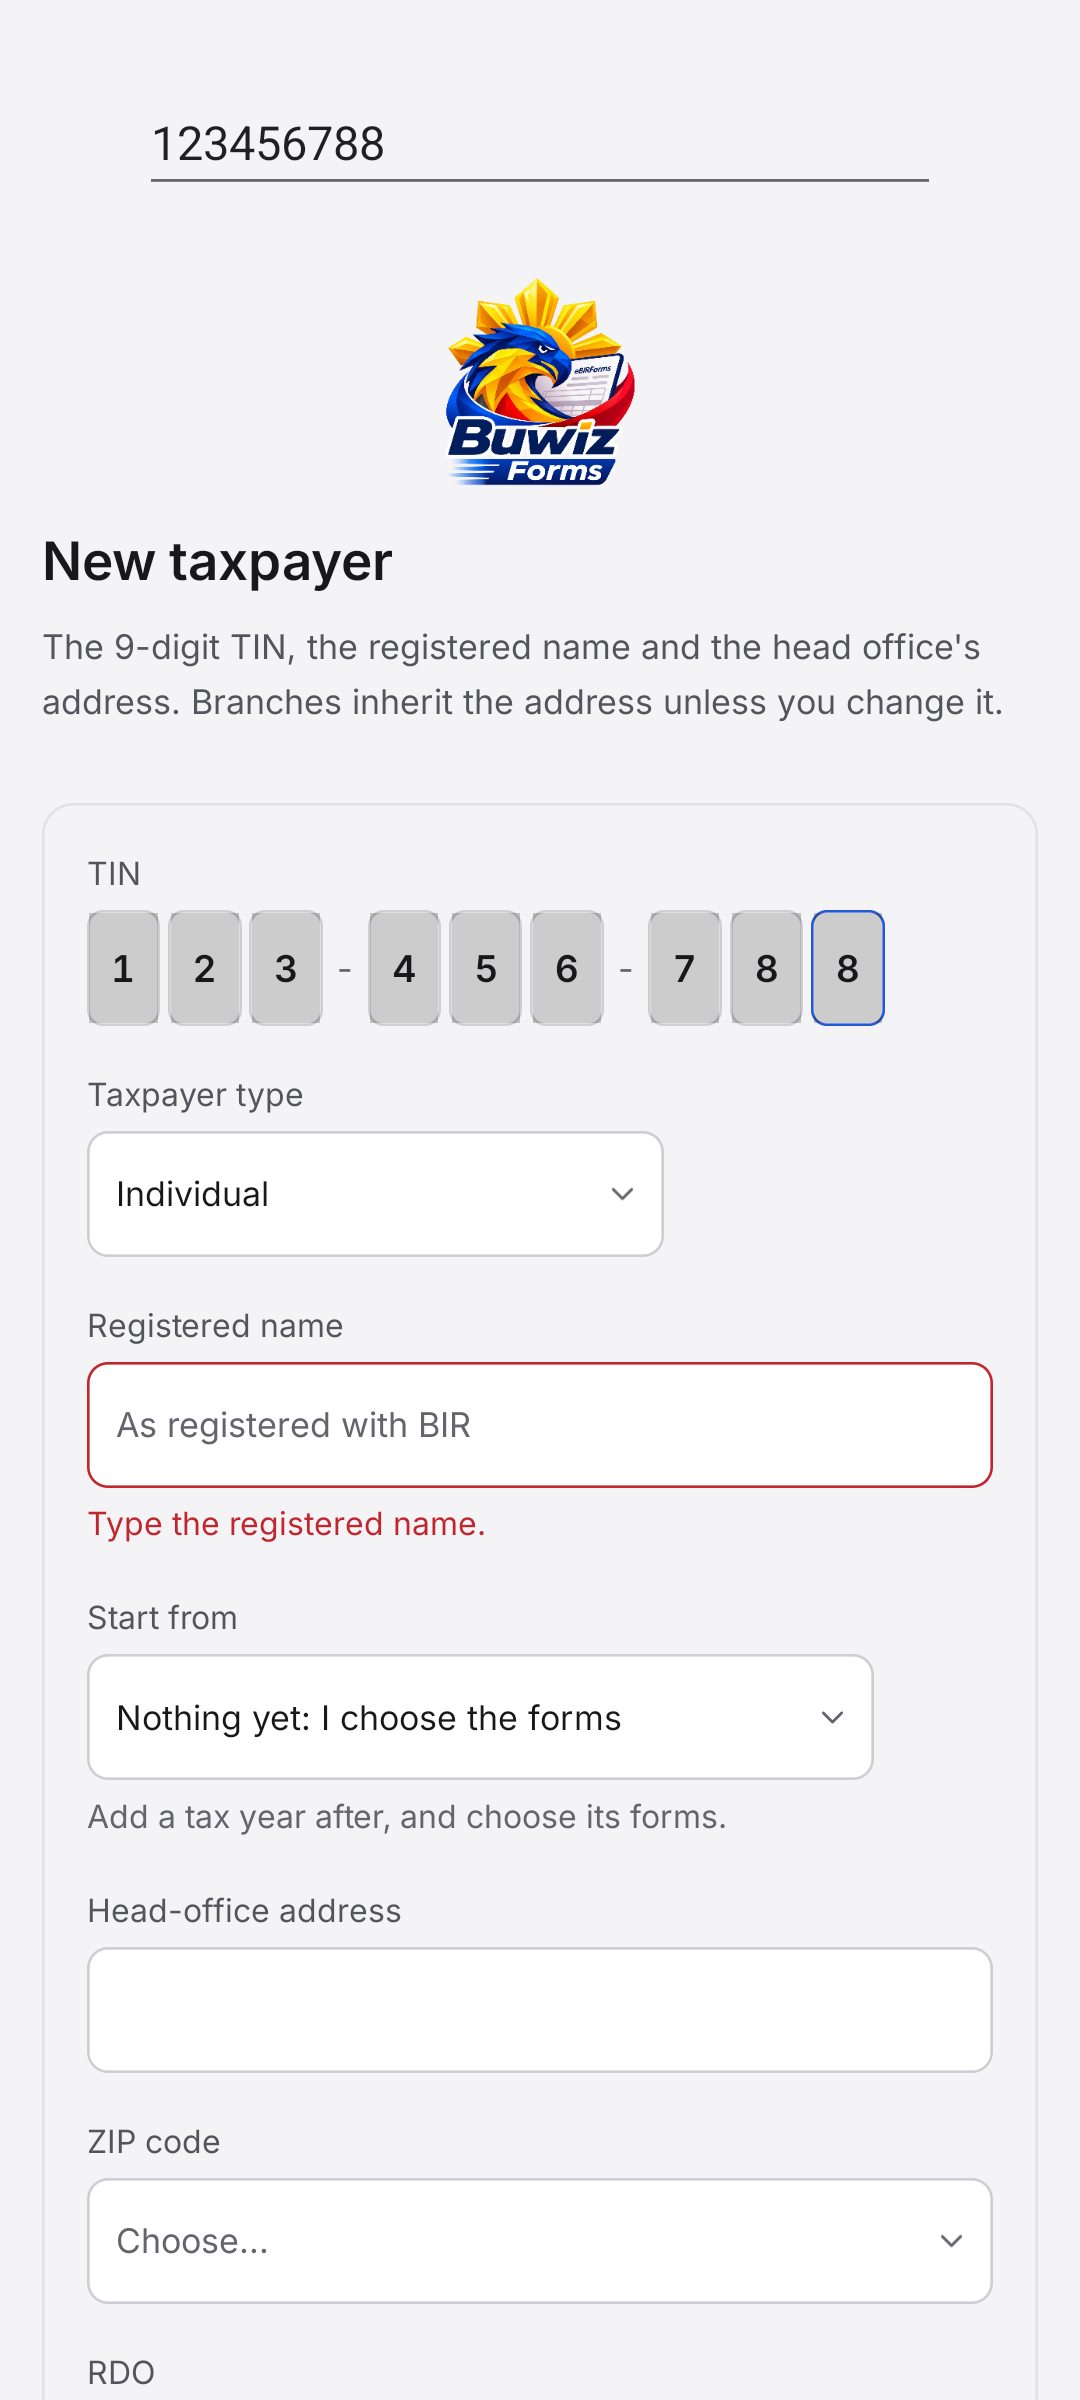 123456788
eBIRForms
Buwiz
Forms
New taxpayer
The 9-digit TIN, the registered name and the head office's
address. Branches inherit the address unless you change it.
TIN
1 2 3 - 4 5 6 - 7 8 8
Taxpayer type
Individual
Registered name
As registered with BIR
Type the registered name.
Start from
Nothing yet: I choose the forms
Add a tax year after, and choose its forms.
Head-office address
ZIP code
Choose...
RDO